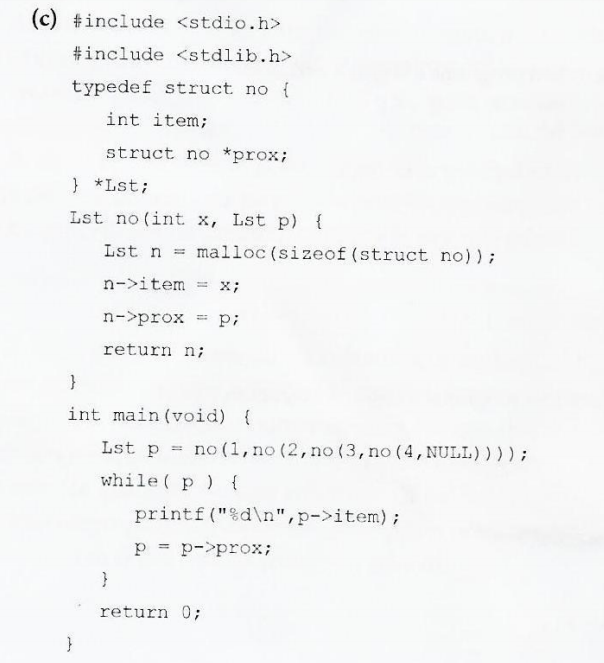 (c) #include <stdio.h>
#include <stdlib.h>
typedef struct no {
int item;
struct no *prox;
} *Lst;
Lst no(int x, Lst p) {
Lst n = malloc(sizeof(struct no));
n->item = x;
n->prox = p;
return n;
}
int main(void) {
Lst p = no(1,no(2,no(3,no(4,NULL))));
while( p ) {
printf("%d\n",p->item);
p = p->prox;
}
return 0;
}